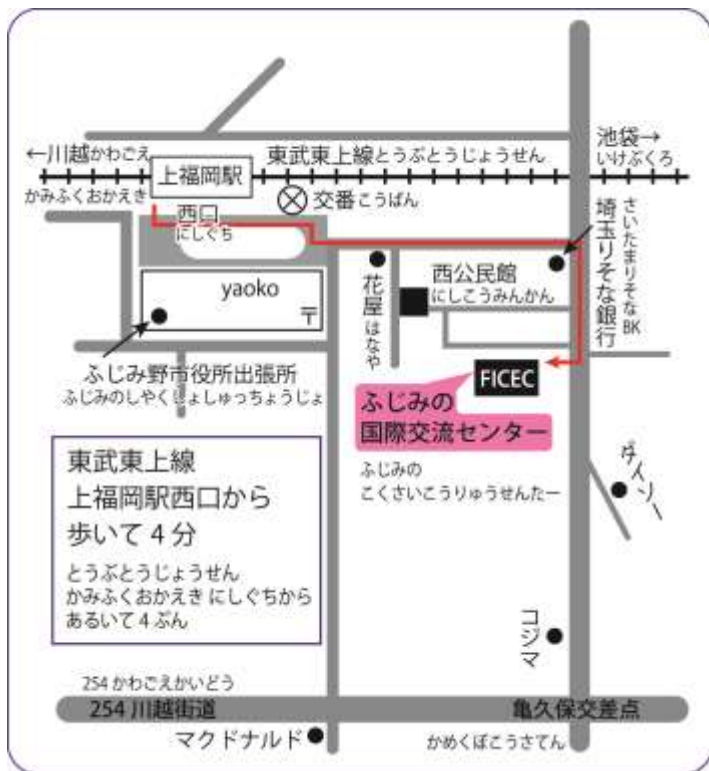 ←川越かわごえ
東武東上線とうぶとうじょうせん
池袋→
いけぶくろ
上福岡駅
かみふくおかえき
交番こうばん
西口
にしぐち
埼玉りそな銀行
さいたまりそなBK
花屋はなや
西公民館
にしこうみんかん
yaoko
〒
ふじみ野市役所出張所
ふじみのしやくしょしゅっちょうじょ
FICEC
ふじみの
国際交流センター
ふじみの
こくさいこうりゅうせんたー
ダイソー
東武東上線
上福岡駅西口から
歩いて4分
とうぶとうじょうせん
かみふくおかえき にしぐちから
あるいて4ぷん
コジマ
254 かわごえかいどう
254 川越街道
亀久保交差点
かめくぼこうさてん
マクドナルド